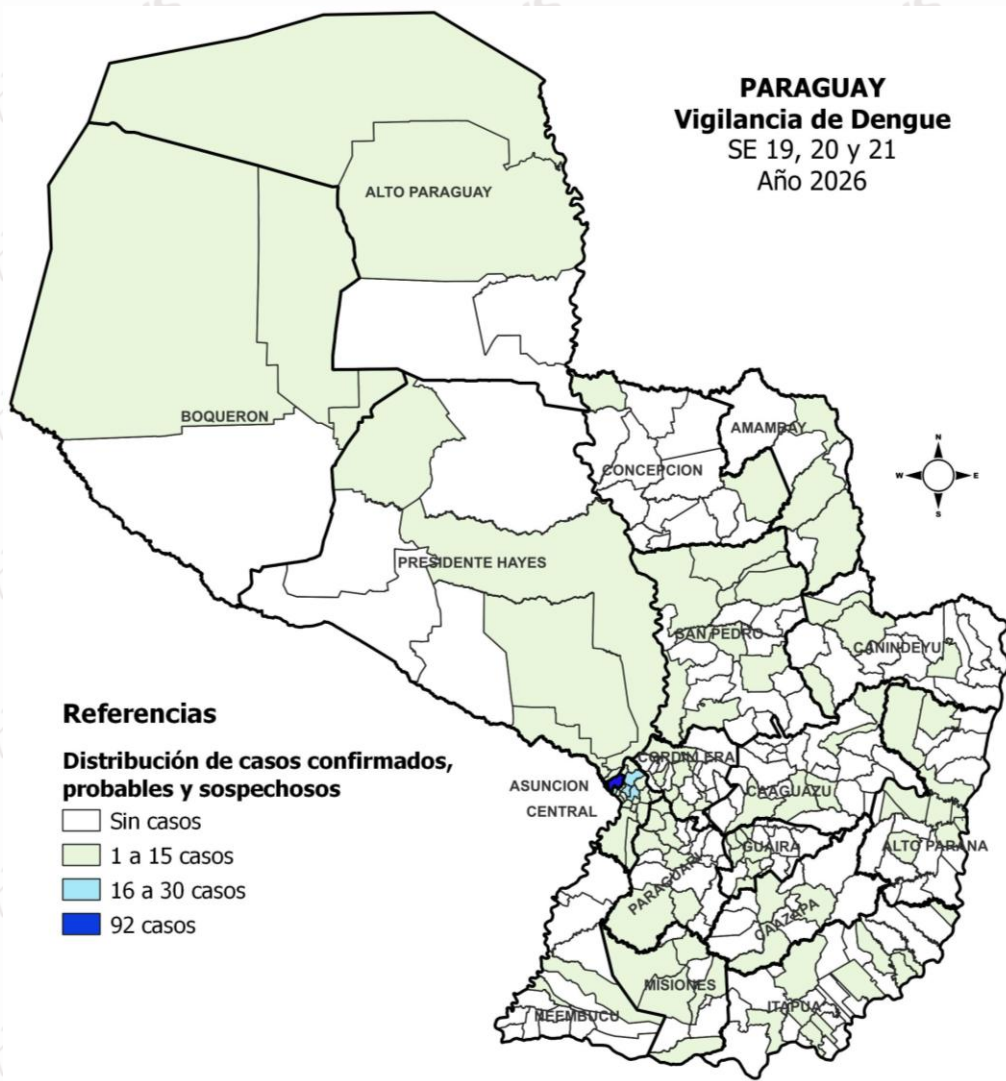 PARAGUAY
Vigilancia de Dengue
SE 19, 20 y 21
Año 2026
ALTO PARAGUAY
BOQUERON
AMAMBAY
CONCEPCION
N
W
E
S
PRESIDENTE HAYES
SAN PEDRO
CANINDEYU
Referencias
Distribución de casos confirmados,
probables y sospechosos
Sin casos
1 a 15 casos
16 a 30 casos
92 casos
CORDILLERA
ASUNCION
CENTRAL
CAAGUAZU
GUAIRA
ALTO PARANA
PARAGUARI
CAAZAPA
MISIONES
ITAPUA
ÑEEMBUCU